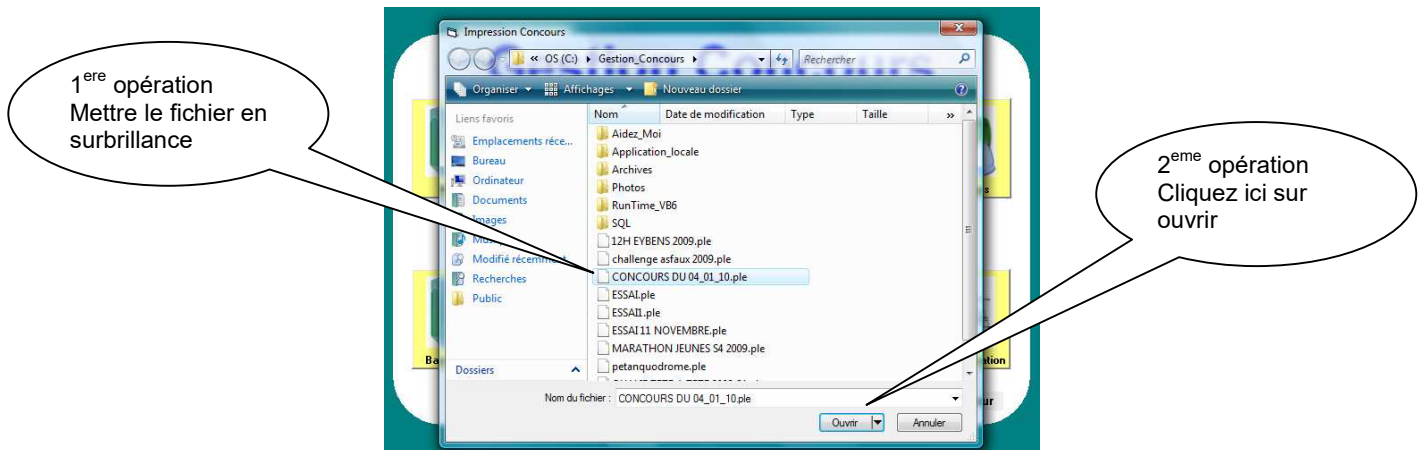 Impression Concours
Gestion Concours
« OS (C:) ▸ Gestion_Concours ▸
Rechercher
Organiser
Affichages
Nouveau dossier
1ere opération
Mettre le fichier en
surbrillance
Liens favoris
Emplacements réce...
Bureau
Ordinateur
Documents
Images
Modifié récemment
Recherches
Public
Dossiers
Nom Date de modification Type Taille »
Aidez_Moi
Application_locale
Archives
Photos
RunTime_VB6
SQL
12H EYBENS 2009.ple
challenge asfaux 2009.ple
CONCOURS DU 04_01_10.ple
ESSAI.ple
ESSAI1.ple
ESSAI 11 NOVEMBRE.ple
MARATHON JEUNES S4 2009.ple
petanquodrome.ple
2eme opération
Cliquez ici sur
ouvrir
Ba
Nom du fichier : CONCOURS DU 04_01_10.ple
Ouvrir
Annuler